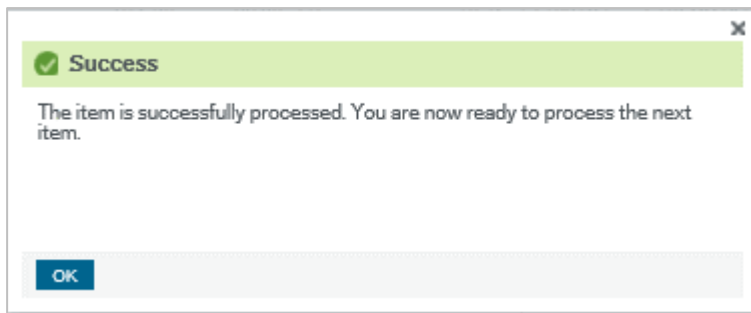 Success
The item is successfully processed. You are now ready to process the next
item.
OK